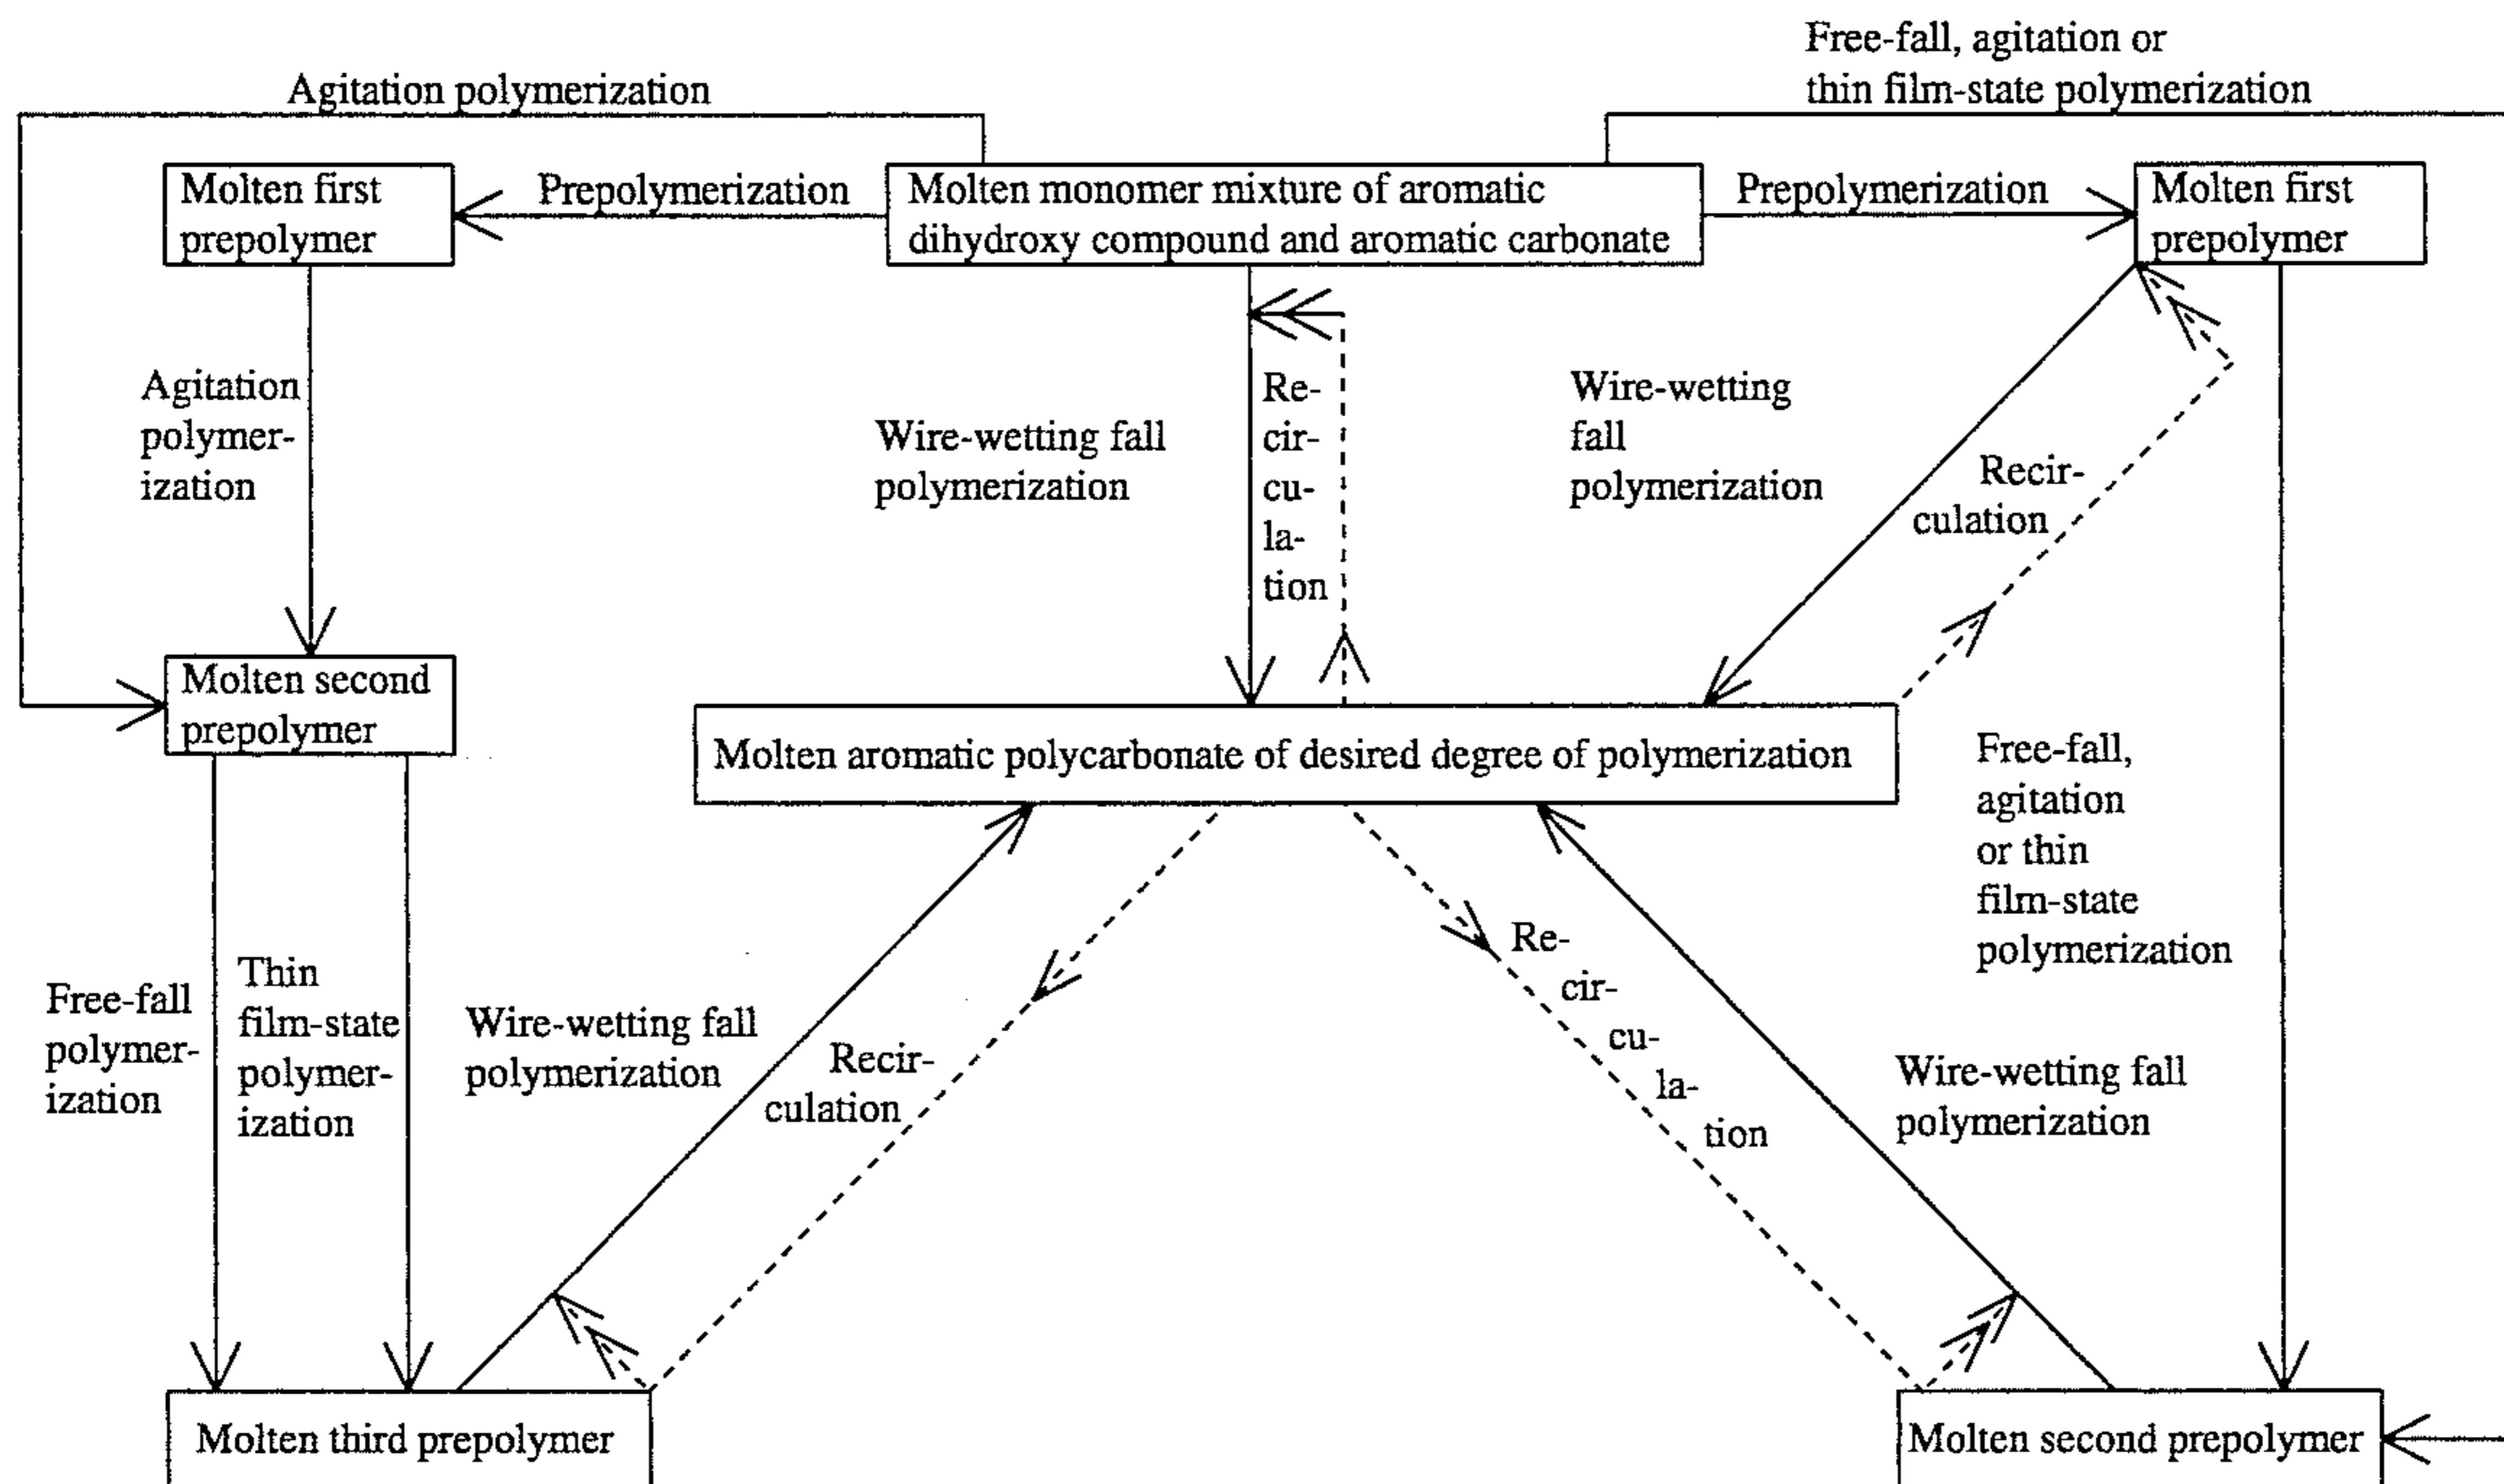 Free-fall, agitation or
thin film-state polymerization
Agitation polymerization
Molten first
prepolymer
Prepolymerization
Molten monomer mixture of aromatic
dihydroxy compound and aromatic carbonate
Prepolymerization
Molten first
prepolymer
Agitation
polymer-
ization
Wire-wetting fall
polymerization
Re-
cir-
cu-
la-
tion
Wire-wetting
fall
polymerization
Recir-
culation
Molten second
prepolymer
Molten aromatic polycarbonate of desired degree of polymerization
Free-fall,
agitation
or thin
film-state
polymerization
Free-fall
polymer-
ization
Thin
film-state
polymer-
ization
Wire-wetting fall
polymerization
Recir-
culation
Re-
cir-
cu-
la-
tion
Wire-wetting fall
polymerization
Molten third prepolymer
Molten second prepolymer